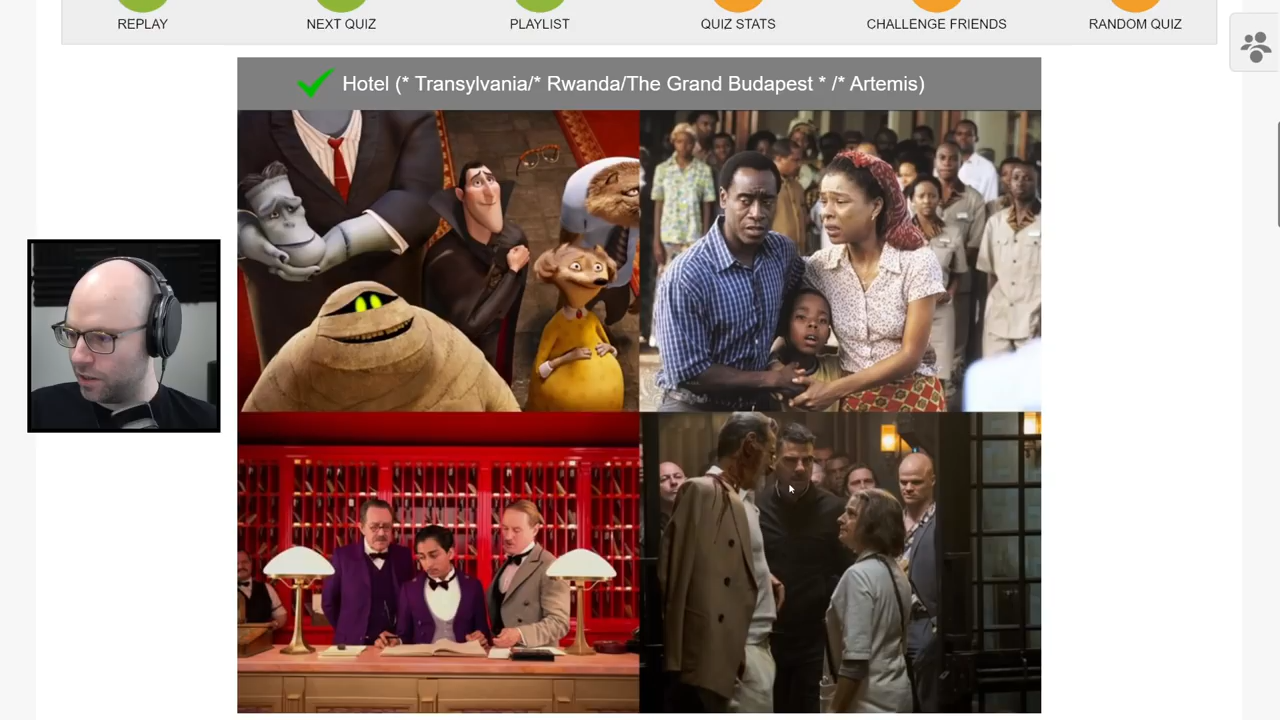 REPLAY
NEXT QUIZ
PLAYLIST
QUIZ STATS
CHALLENGE FRIENDS
RANDOM QUIZ
Hotel (* Transylvania/* Rwanda/The Grand Budapest * /* Artemis)